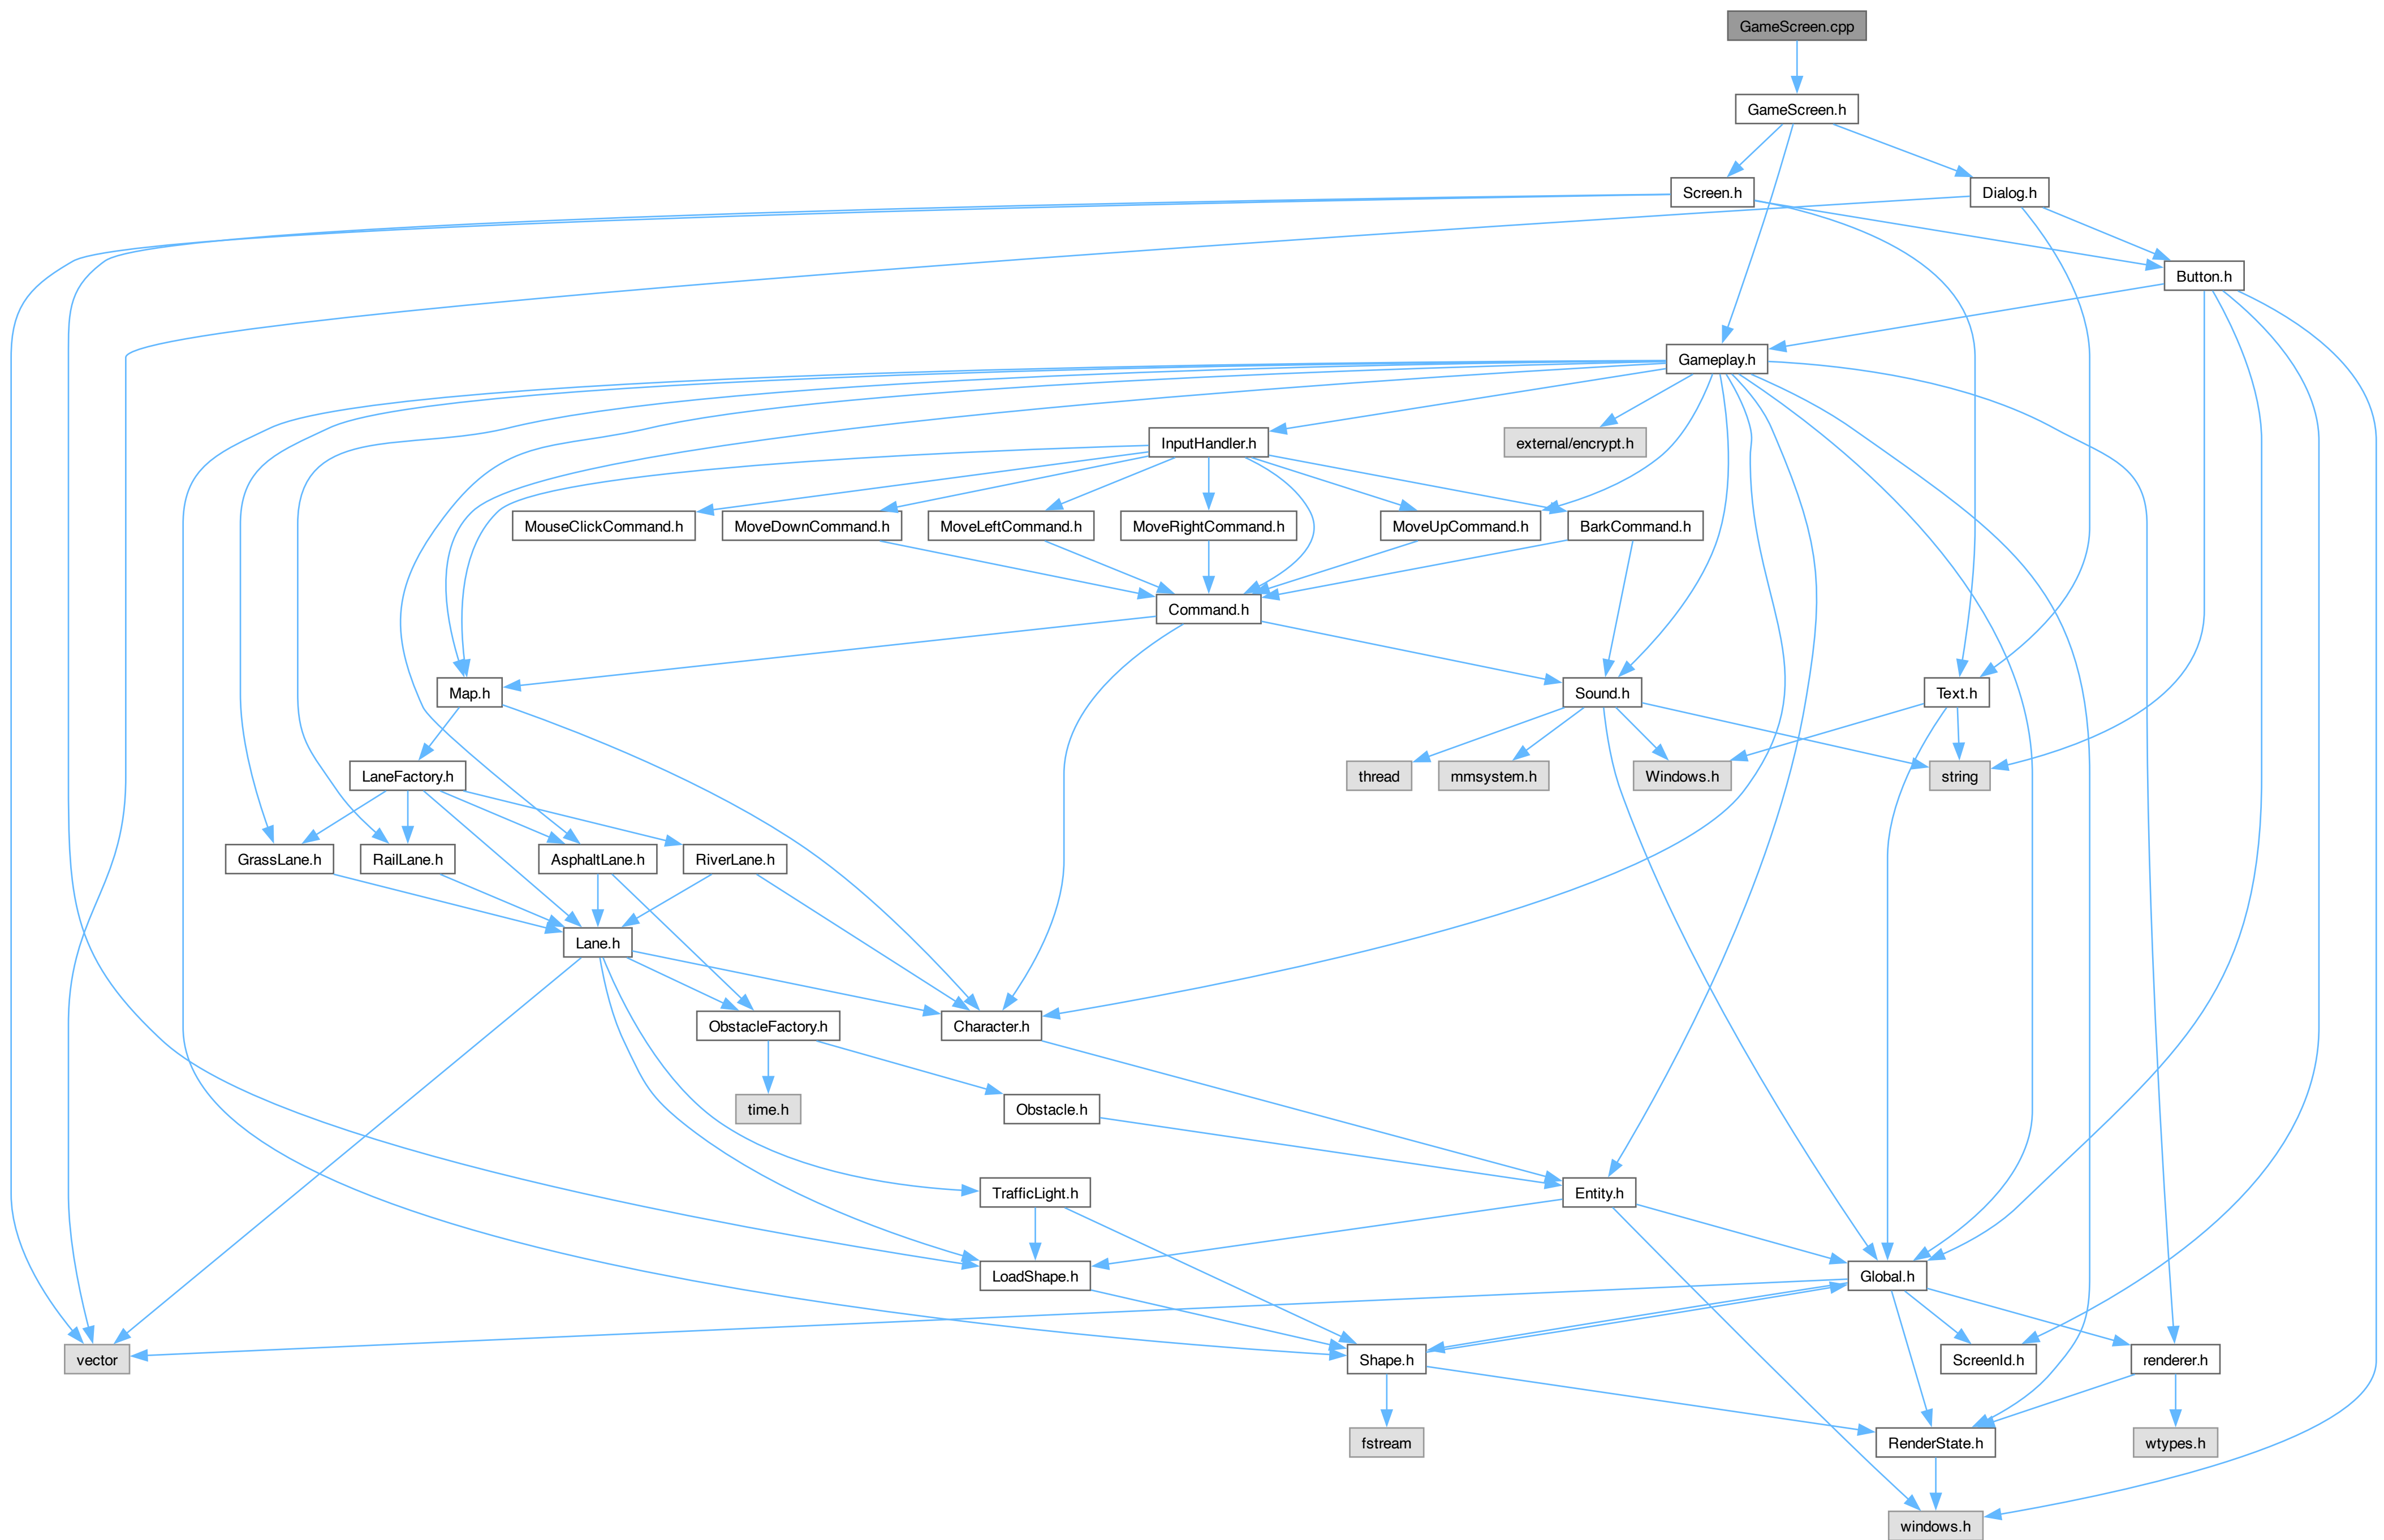 GameScreen.cpp
GameScreen.h
Screen.h
Dialog.h
Button.h
Gameplay.h
InputHandler.h
external/encrypt.h
MouseClickCommand.h
MoveDownCommand.h
MoveLeftCommand.h
MoveRightCommand.h
MoveUpCommand.h
BarkCommand.h
Command.h
Map.h
Sound.h
Text.h
LaneFactory.h
thread
mmsystem.h
Windows.h
string
GrassLane.h
RailLane.h
AsphaltLane.h
RiverLane.h
Lane.h
ObstacleFactory.h
Character.h
time.h
Obstacle.h
TrafficLight.h
Entity.h
LoadShape.h
Global.h
vector
Shape.h
ScreenId.h
renderer.h
fstream
RenderState.h
wtypes.h
windows.h